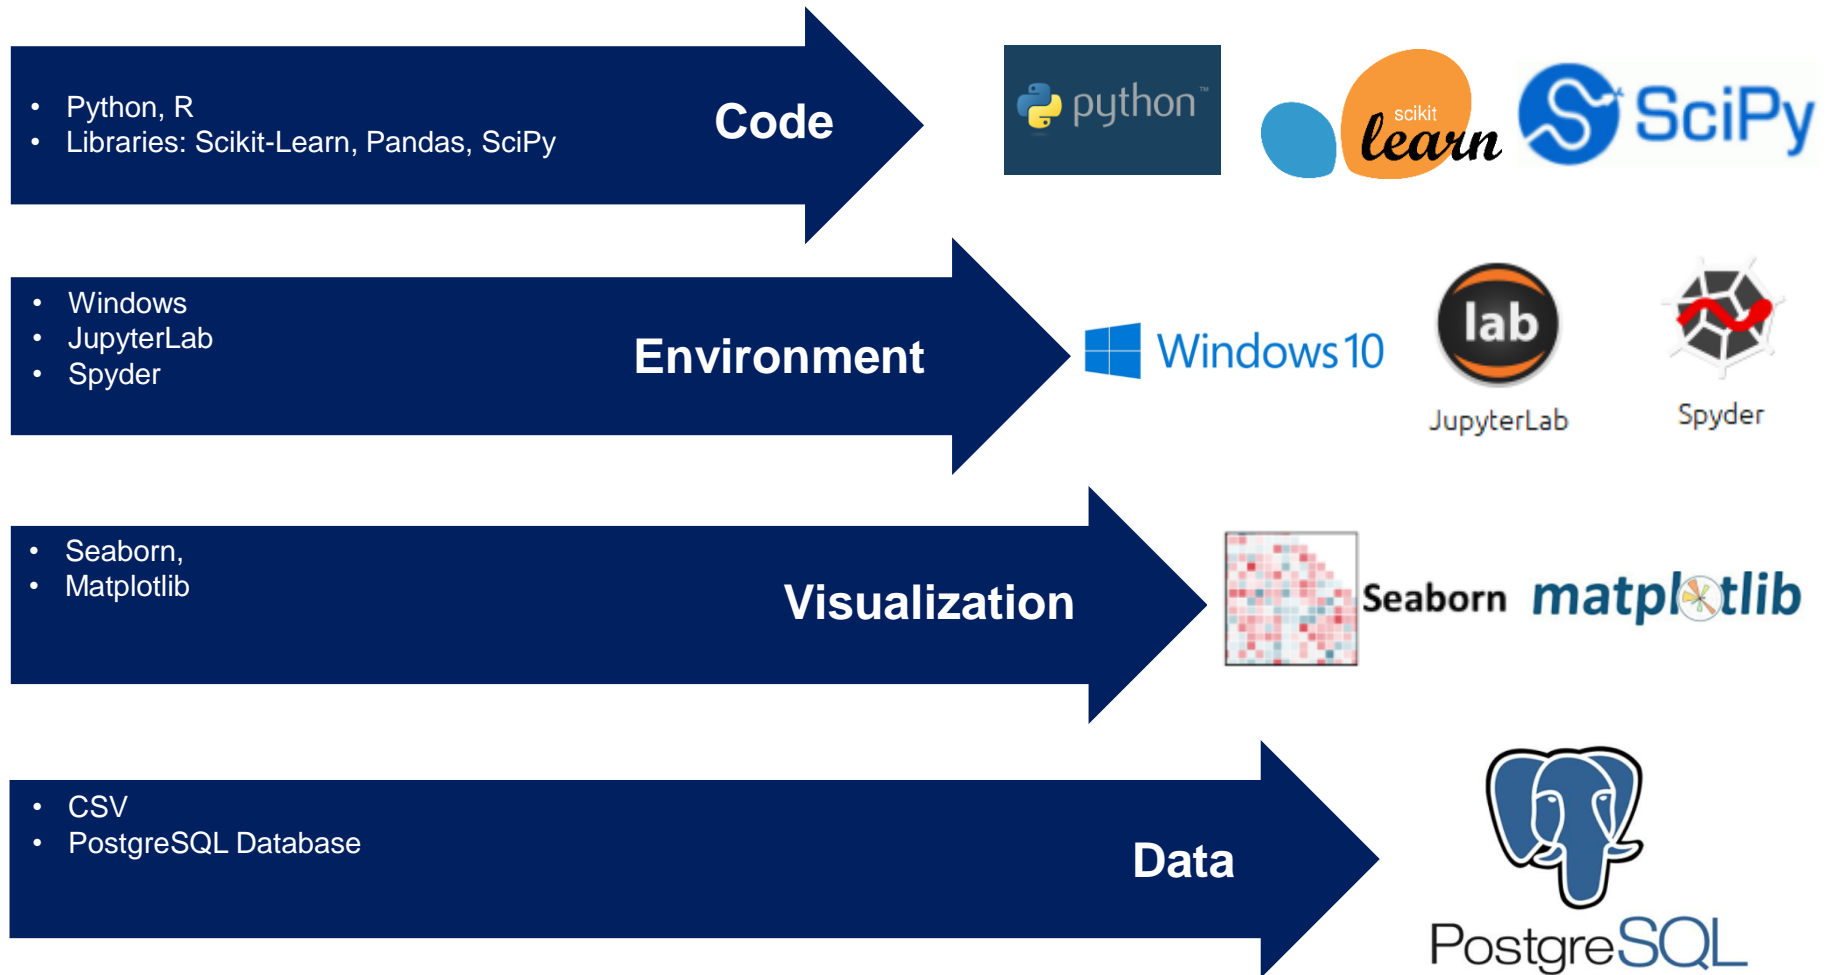 • Python, R
• Libraries: Scikit-Learn, Pandas, SciPy
Code
python™
scikit
learn
SciPy
• Windows
• JupyterLab
• Spyder
Environment
Windows 10
lab
JupyterLab
Spyder
• Seaborn,
• Matplotlib
Visualization
Seaborn
matplotlib
• CSV
• PostgreSQL Database
Data
PostgreSQL